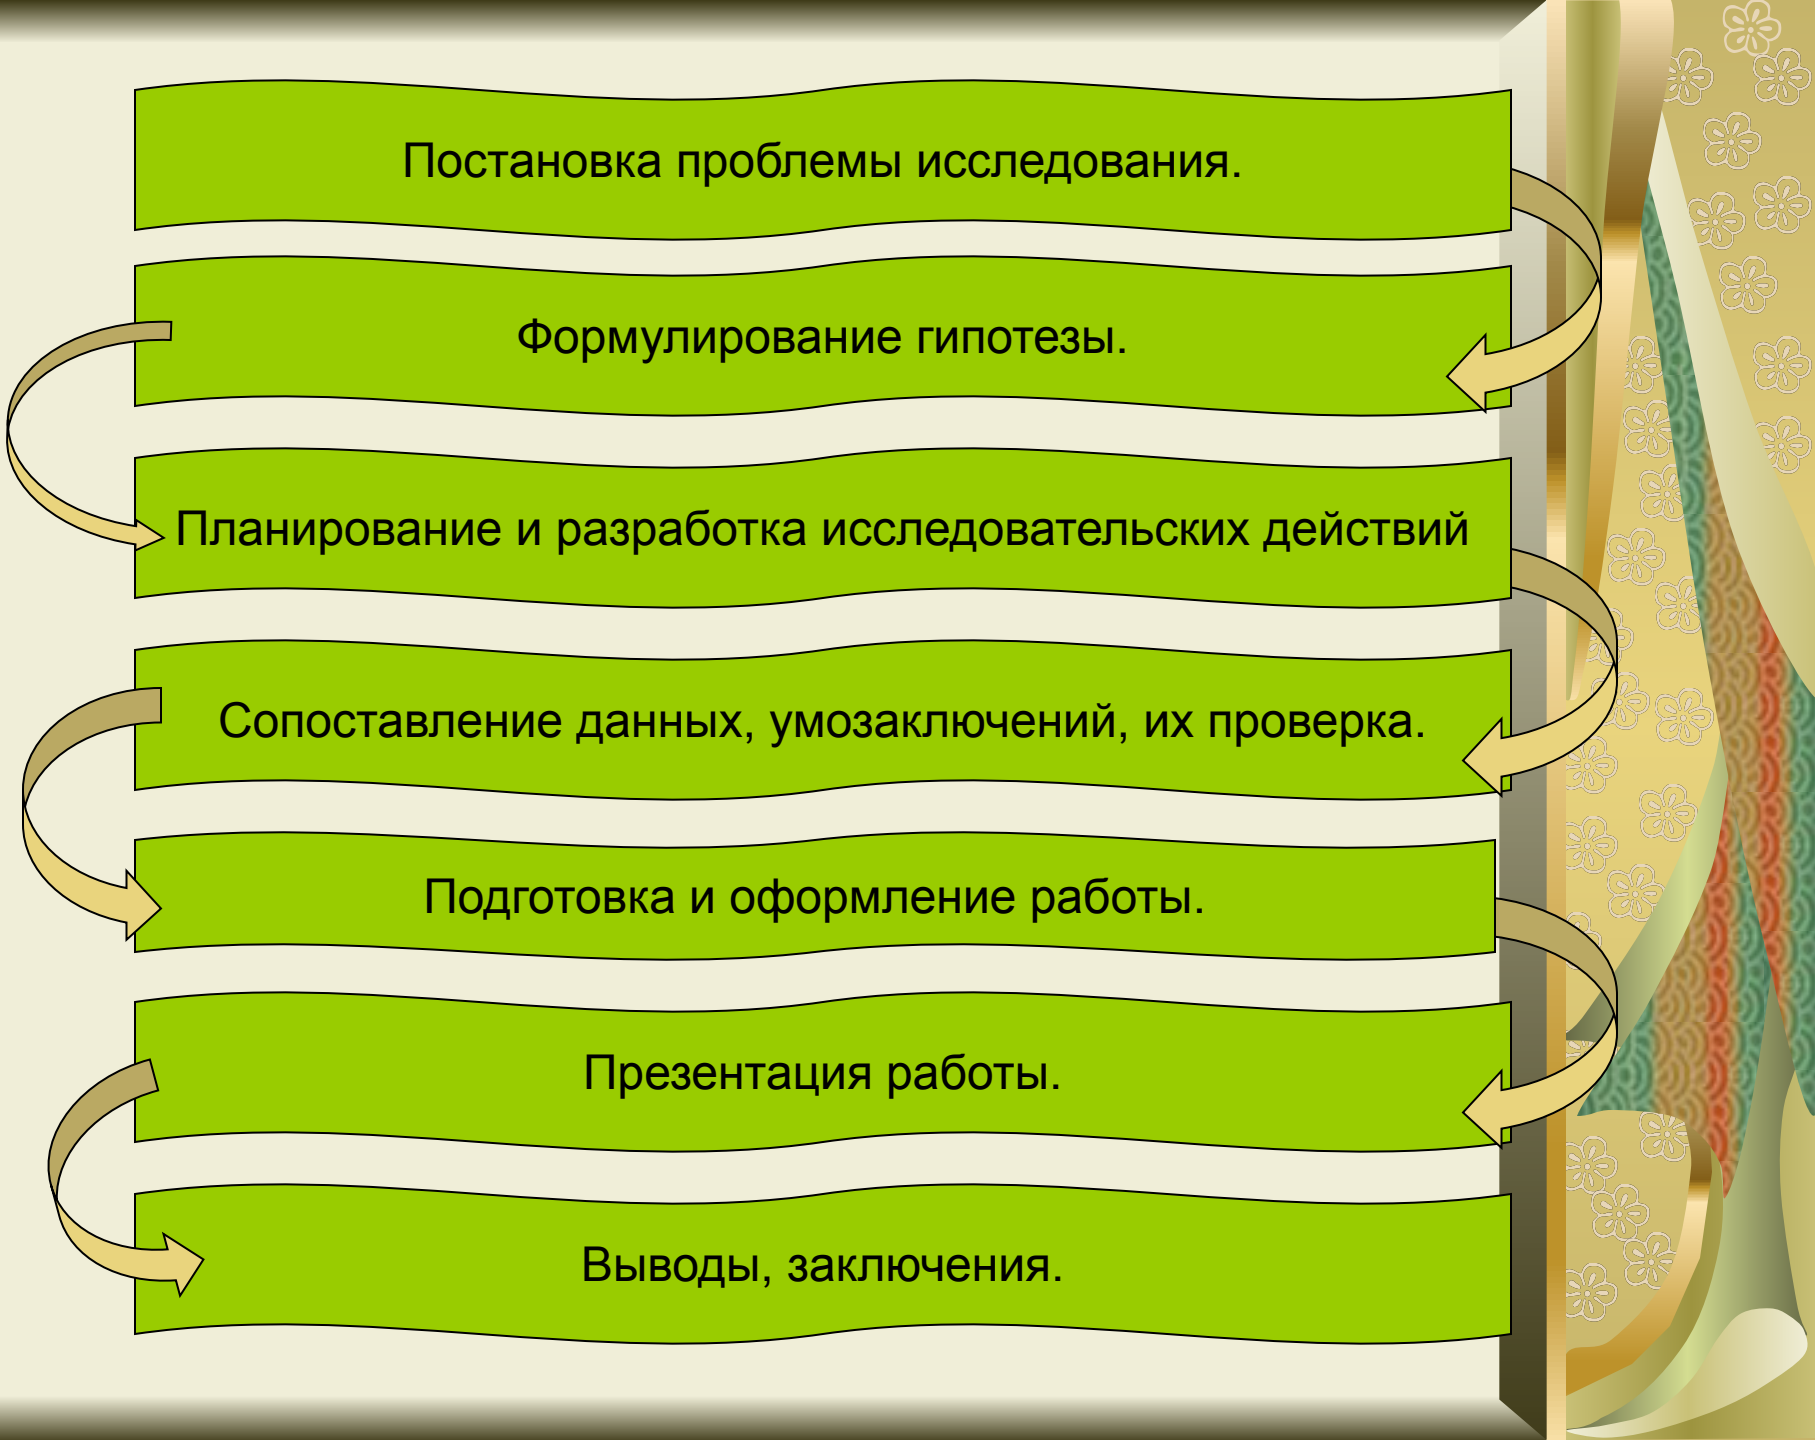 Постановка проблемы исследования.
Формулирование гипотезы.
Планирование и разработка исследовательских действий
Сопоставление данных, умозаключений, их проверка.
Подготовка и оформление работы.
Презентация работы.
Выводы, заключения.